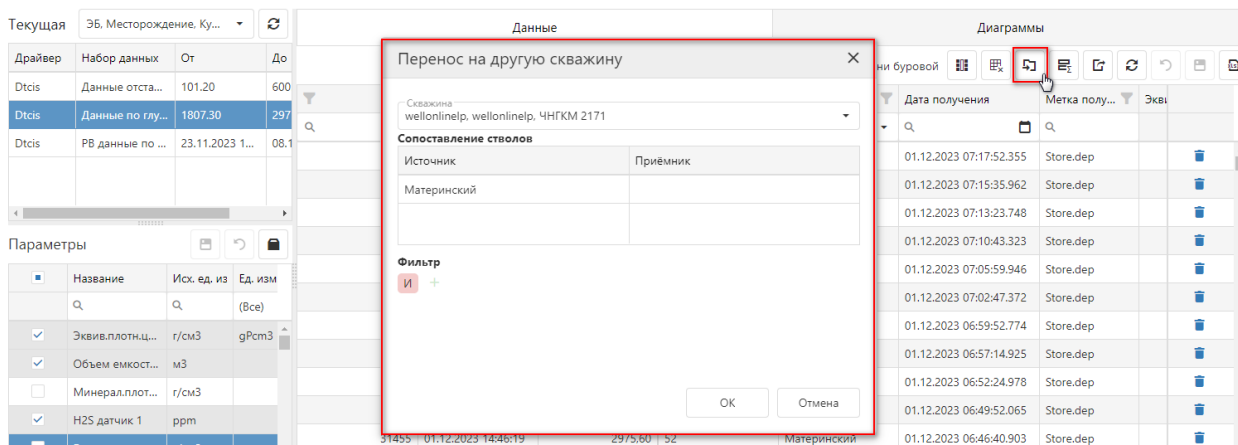 Текущая ЭБ, Месторождение, Ку...
Драйвер Набор данных От До
Dtcis Данные отста... 101.20 600
Dtcis Данные по глу... 1807.30 297
Dtcis РВ данные по ... 23.11.2023 1... 08.1
Параметры
Название Исх. ед. из Ед. изм
(Все)
Эквив.плотн.ц... г/см3 gPcm3
Объем емкост... м3
Минерал.плот... г/см3
H2S датчик 1 ppm
Данные Диаграммы
ни буровой
Дата получения Метка полу... Экви
01.12.2023 07:17:52.355 Store.dep
01.12.2023 07:15:35.962 Store.dep
01.12.2023 07:13:23.748 Store.dep
01.12.2023 07:10:43.323 Store.dep
01.12.2023 07:05:59.946 Store.dep
01.12.2023 07:02:47.372 Store.dep
01.12.2023 06:59:52.774 Store.dep
01.12.2023 06:57:14.925 Store.dep
01.12.2023 06:52:24.978 Store.dep
01.12.2023 06:49:52.065 Store.dep
31455 01.12.2023 14:46:19 2975,60 52 Материнский 01.12.2023 06:46:40.903 Store.dep
Перенос на другую скважину
Скважина
wellonlinelp, wellonlinelp, ЧНГКМ 2171
Сопоставление стволов
Источник Приёмник
Материнский
Фильтр
И
ОК Отмена